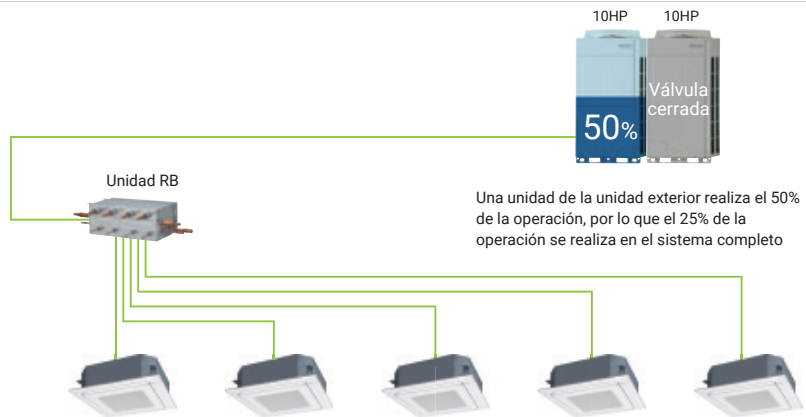 10HP 10HP
Válvula
cerrada
50%
Unidad RB
Una unidad de la unidad exterior realiza el 50%
de la operación, por lo que el 25% de la
operación se realiza en el sistema completo